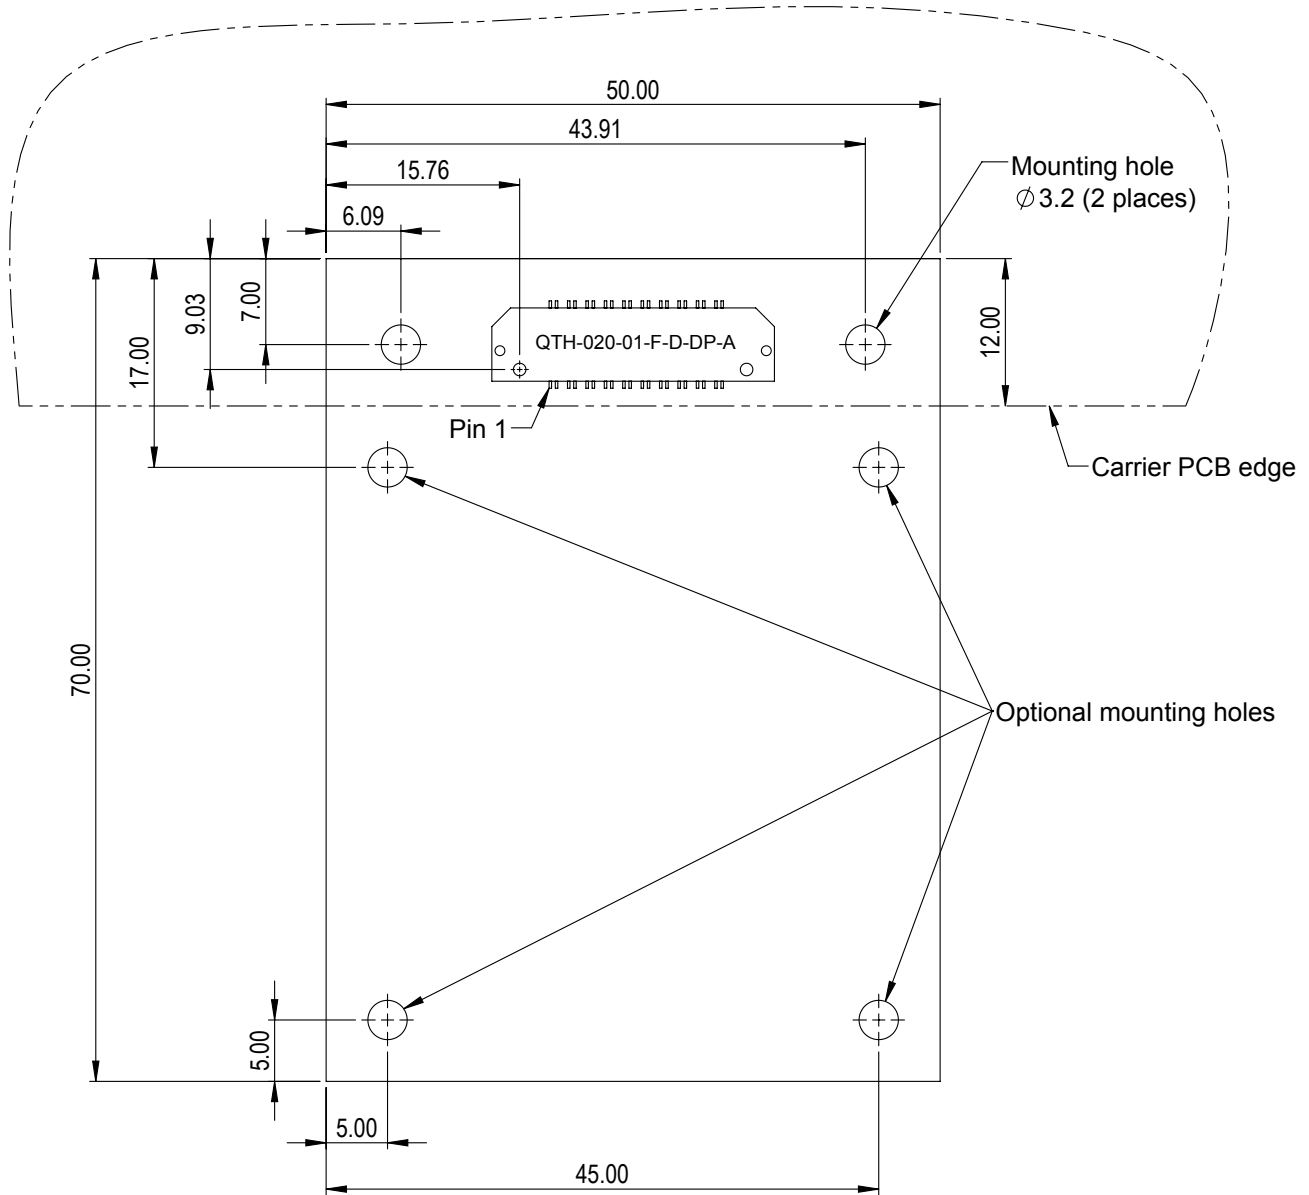 50.00
43.91
15.76
6.09
Mounting hole
∅ 3.2 (2 places)
9.03
7.00
17.00
12.00
QTH-020-01-F-D-DP-A
Pin 1
Carrier PCB edge
70.00
Optional mounting holes
5.00
5.00
45.00